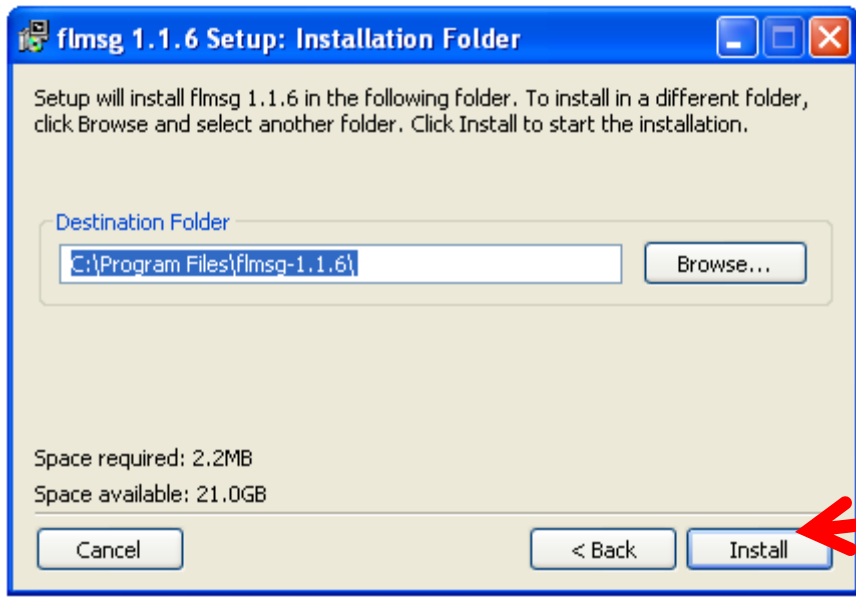 flmsg 1.1.6 Setup: Installation Folder
Setup will install flmsg 1.1.6 in the following folder. To install in a different folder,
click Browse and select another folder. Click Install to start the installation.
Destination Folder
C:\Program Files\flmsg-1.1.6\
Browse...
Space required: 2.2MB
Space available: 21.0GB
Cancel
< Back
Install